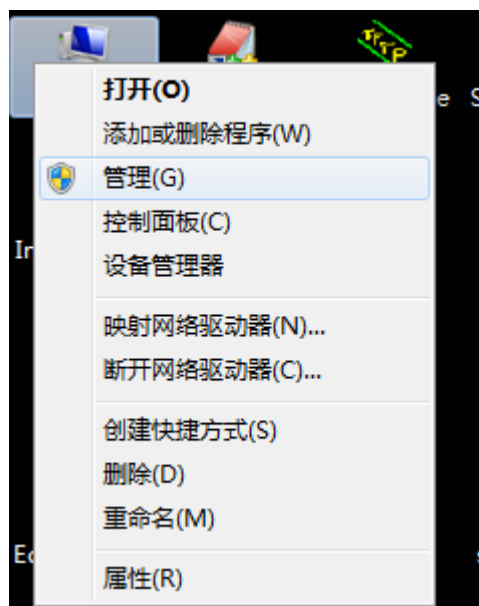 打开(O)
添加或删除程序(W)
管理(G)
控制面板(C)
设备管理器
映射网络驱动器(N)...
断开网络驱动器(C)...
创建快捷方式(S)
删除(D)
重命名(M)
属性(R)